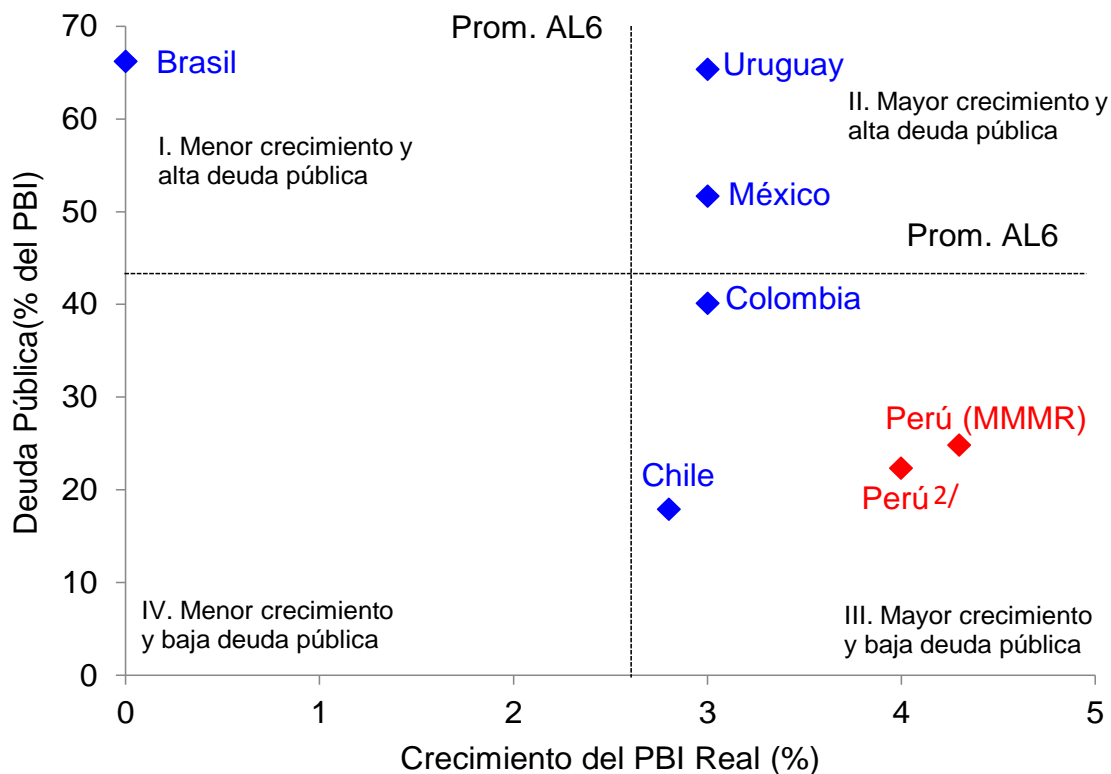 70
60
50
40
30
20
10
0
Deuda Pública(% del PBI)
Prom. AL6
Brasil
Uruguay
I. Menor crecimiento y
alta deuda pública
II. Mayor crecimiento y
alta deuda pública
México
Prom. AL6
Colombia
Perú (MMMR)
Chile
Perú 2/
IV. Menor crecimiento
y baja deuda pública
III. Mayor crecimiento
y baja deuda pública
0 1 2 3 4 5
Crecimiento del PBI Real (%)